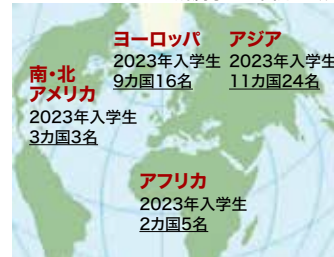 ヨーロッパ
2023年入学生
9カ国16名
アジア
2023年入学生
11カ国24名
南・北
アメリカ
2023年入学生
3カ国3名
アフリカ
2023年入学生
2カ国5名